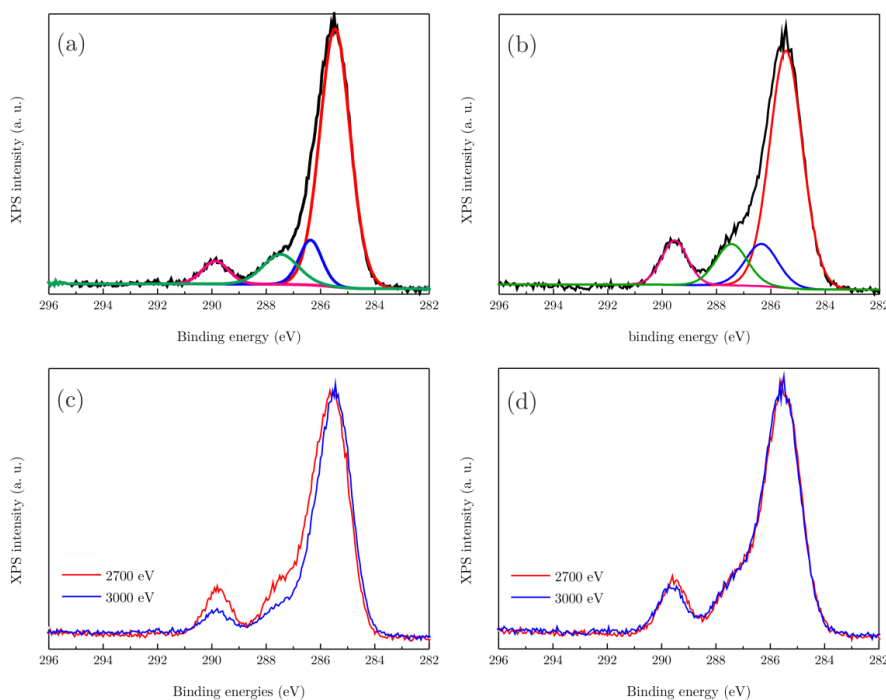 (a)
XPS intensity (a. u.)
296 294 292 290 288 286 284 282
Binding energy (eV)
(b)
XPS intensity (a. u.)
296 294 292 290 288 286 284 282
binding energy (eV)
(c)
XPS intensity (a. u.)
2700 eV
3000 eV
296 294 292 290 288 286 284 282
Binding energies (eV)
(d)
XPS intensity (a. u.)
2700 eV
3000 eV
296 294 292 290 288 286 284 282
Binding energy (eV)